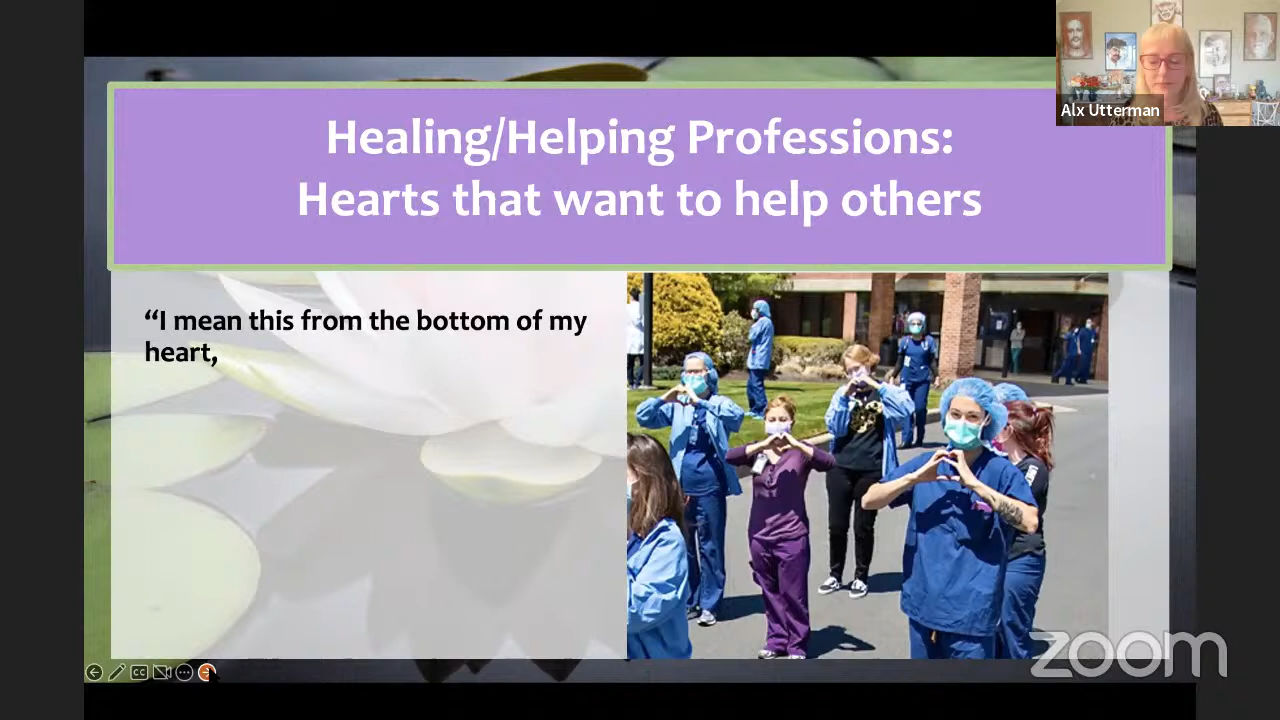 Alx Utterman
Healing/Helping Professions:
Hearts that want to help others
“I mean this from the bottom of my
heart,
CC
zoom